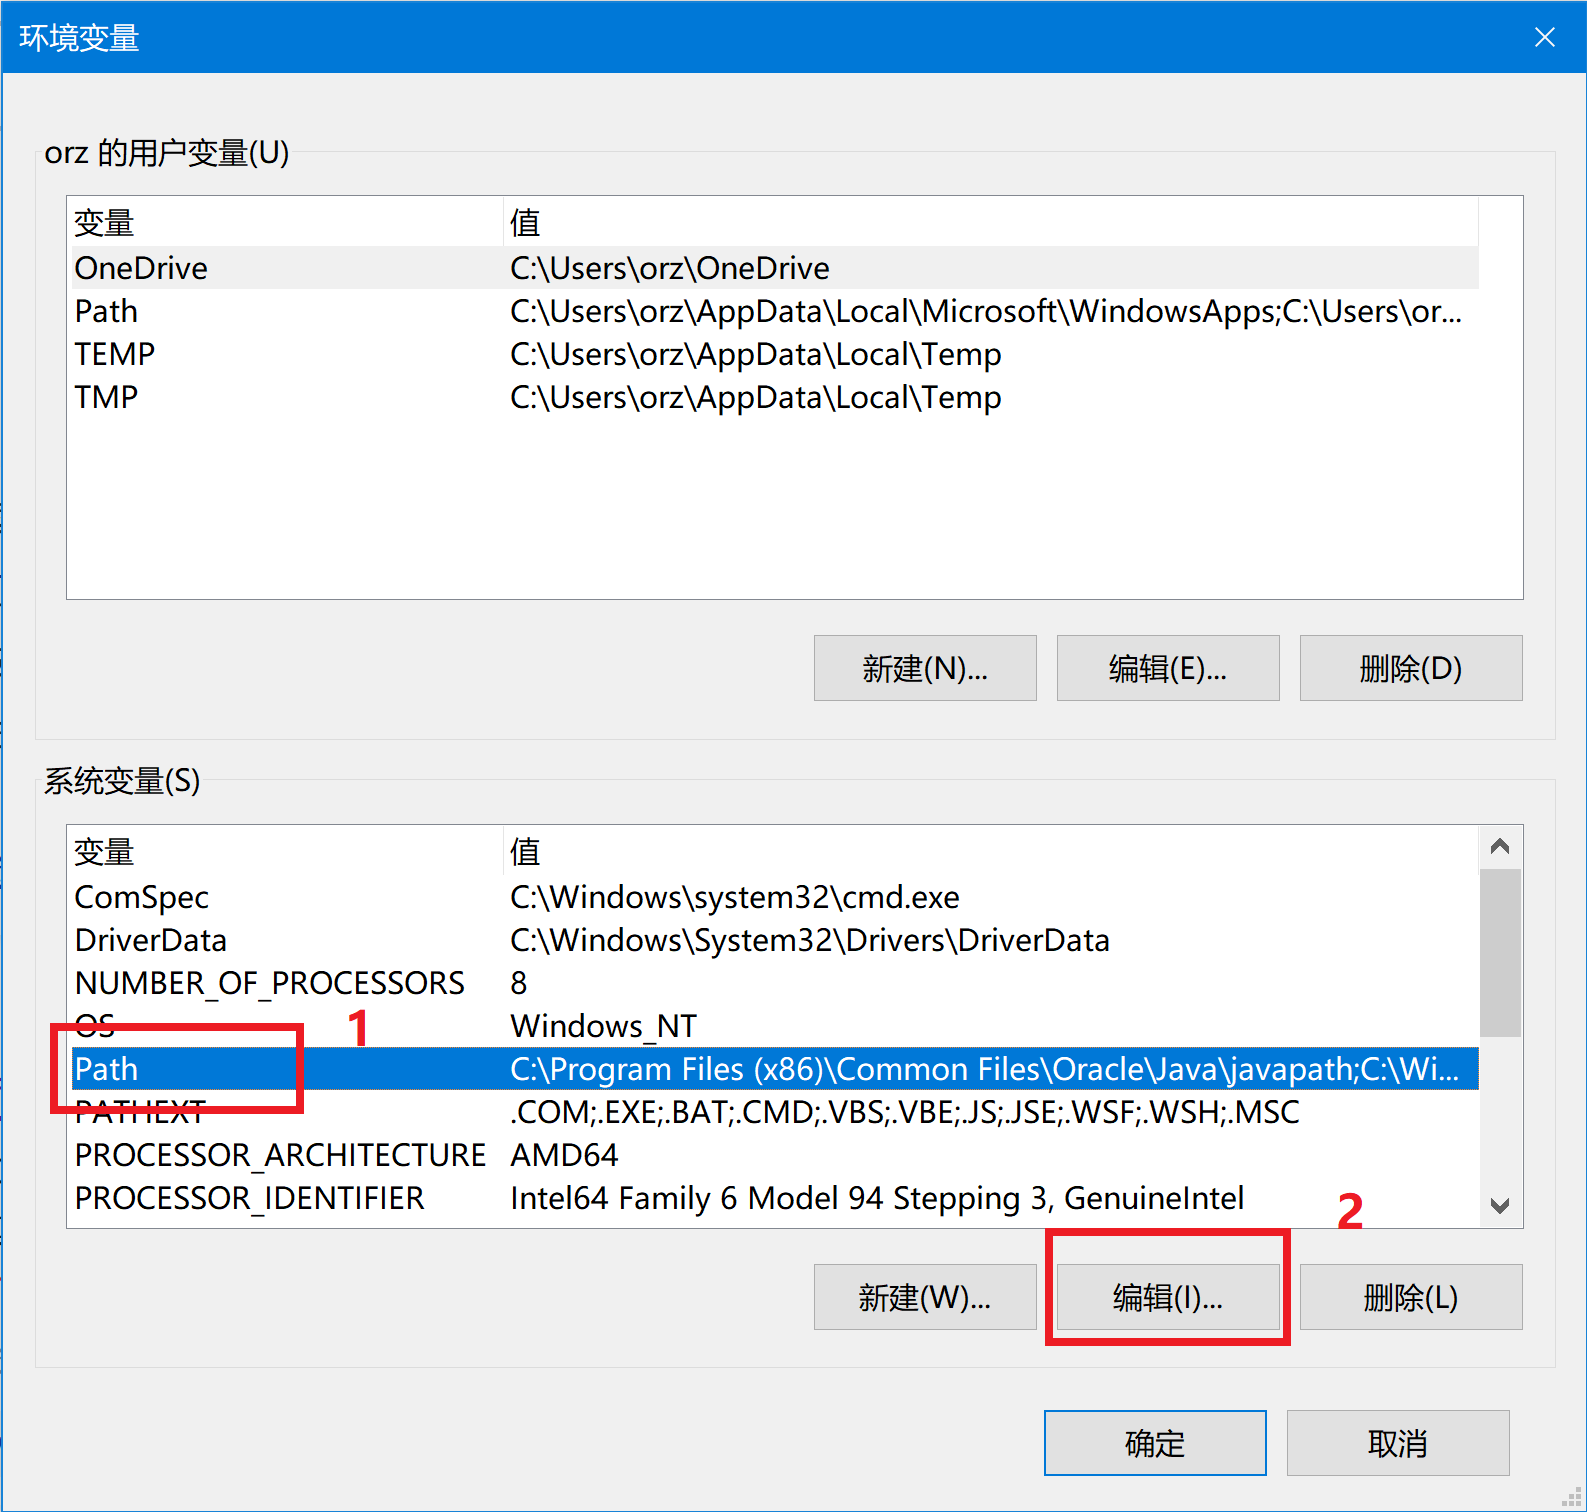 环境变量
orz 的用户变量(U)
变量 值
OneDrive C:\Users\orz\OneDrive
Path C:\Users\orz\AppData\Local\Microsoft\WindowsApps;C:\Users\or...
TEMP C:\Users\orz\AppData\Local\Temp
TMP C:\Users\orz\AppData\Local\Temp
新建(N)... 编辑(E)... 删除(D)
系统变量(S)
变量 值
ComSpec C:\Windows\system32\cmd.exe
DriverData C:\Windows\System32\Drivers\DriverData
NUMBER_OF_PROCESSORS 8
OS 1 Windows_NT
Path C:\Program Files (x86)\Common Files\Oracle\Java\javapath;C:\Wi...
PATHEXT .COM;.EXE;.BAT;.CMD;.VBS;.VBE;.JS;.JSE;.WSF;.WSH;.MSC
PROCESSOR_ARCHITECTURE AMD64
PROCESSOR_IDENTIFIER Intel64 Family 6 Model 94 Stepping 3, GenuineIntel
2
新建(W)... 编辑(I)... 删除(L)
确定 取消